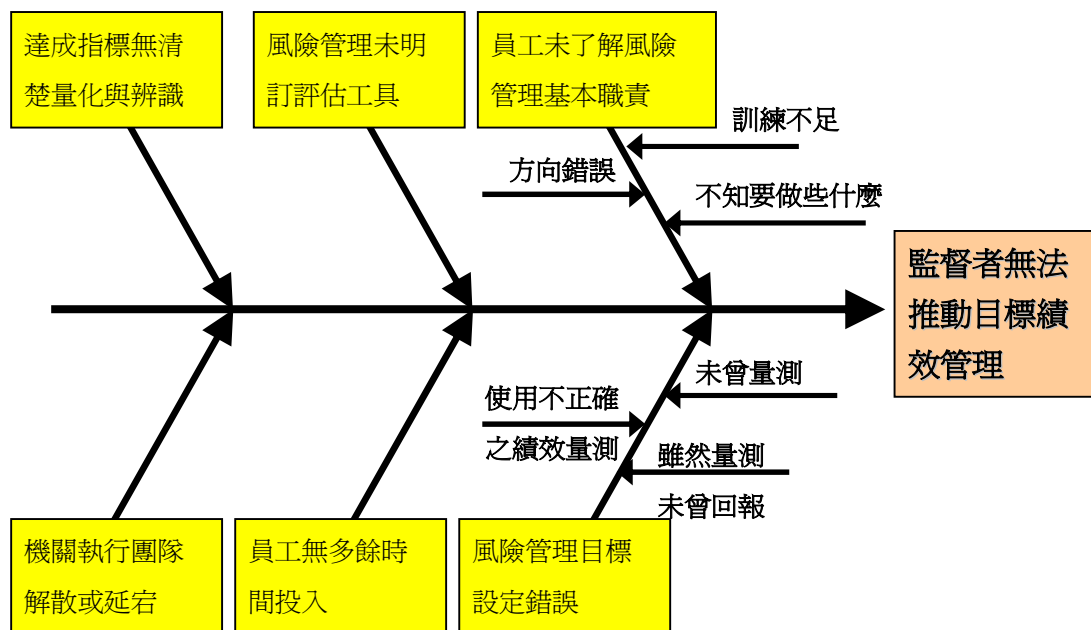 達成指標無清
楚量化與辨識
風險管理未明
訂評估工具
員工未了解風險
管理基本職責
訓練不足
方向錯誤
不知要做些什麼
監督者無法
推動目標績
效管理
未曾量測
使用不正確
之績效量測
雖然量測
未曾回報
機關執行團隊
解散或延宕
員工無多餘時
間投入
風險管理目標
設定錯誤